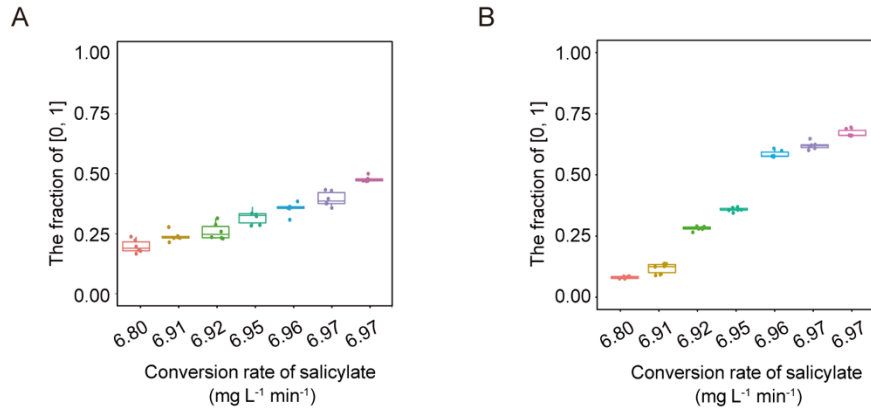 A
The fraction of [0, 1]
1.00
0.75
0.50
0.25
0.00
6.80 6.91 6.92 6.95 6.96 6.97 6.97
Conversion rate of salicylate
(mg L⁻¹ min⁻¹)
B
The fraction of [0, 1]
1.00
0.75
0.50
0.25
0.00
6.80 6.91 6.92 6.95 6.96 6.97 6.97
Conversion rate of salicylate
(mg L⁻¹ min⁻¹)